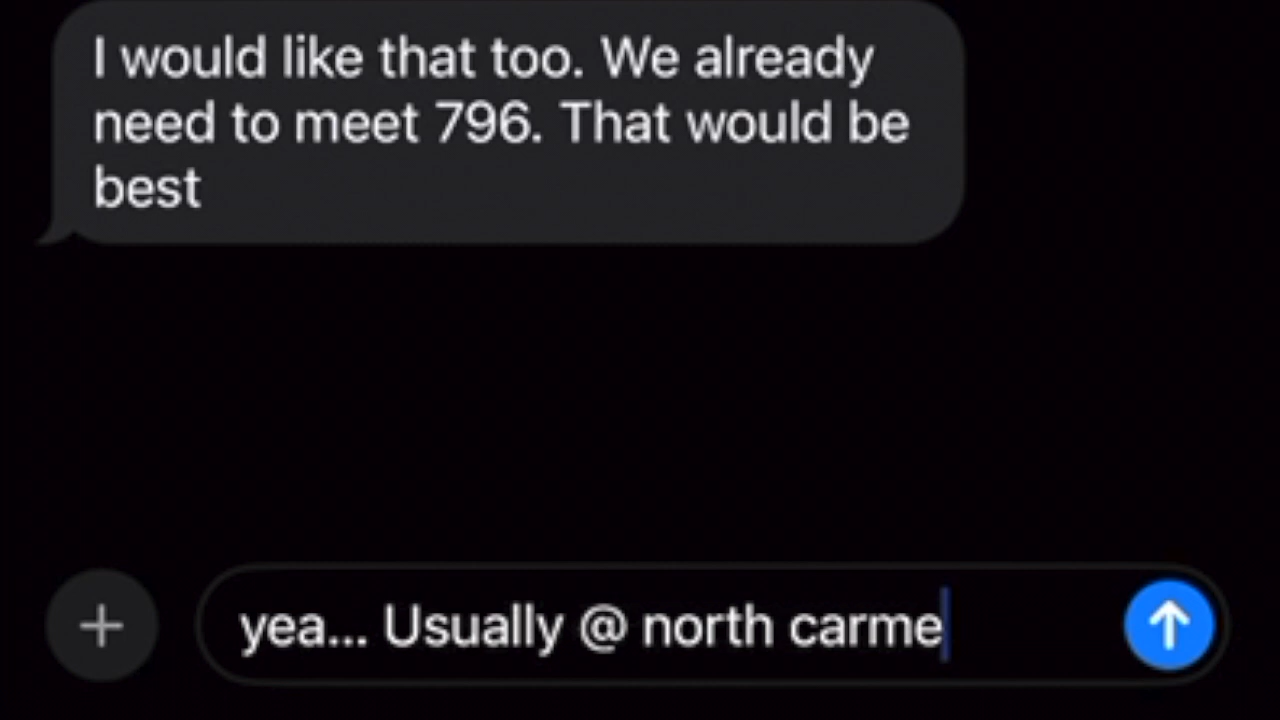 I would like that too. We already
need to meet 796. That would be
best
yea... Usually @ north carme